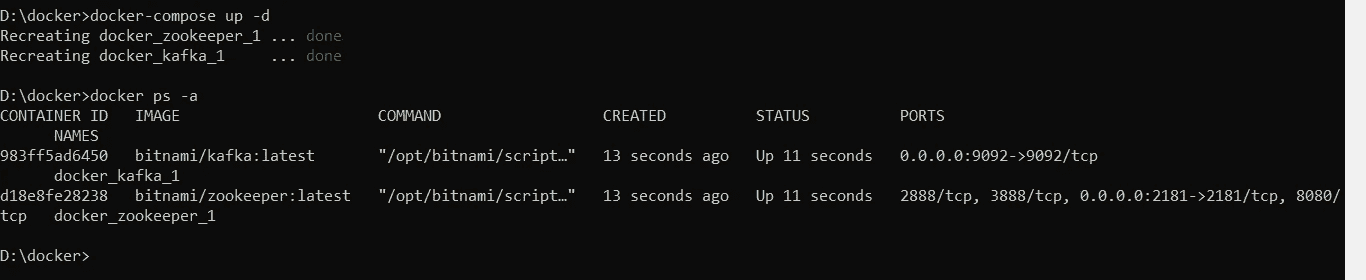 D:\docker>docker-compose up -d
Recreating docker_zookeeper_1 ... done
Recreating docker_kafka_1     ... done
D:\docker>docker ps -a
CONTAINER ID   IMAGE                      COMMAND                  CREATED          STATUS          PORTS
      NAMES
983ff5ad6450   bitnami/kafka:latest       "/opt/bitnami/script…"   13 seconds ago   Up 11 seconds   0.0.0.0:9092->9092/tcp
      docker_kafka_1
d18e8fe28238   bitnami/zookeeper:latest   "/opt/bitnami/script…"   13 seconds ago   Up 11 seconds   2888/tcp, 3888/tcp, 0.0.0.0:2181->2181/tcp, 8080/
tcp   docker_zookeeper_1
D:\docker>